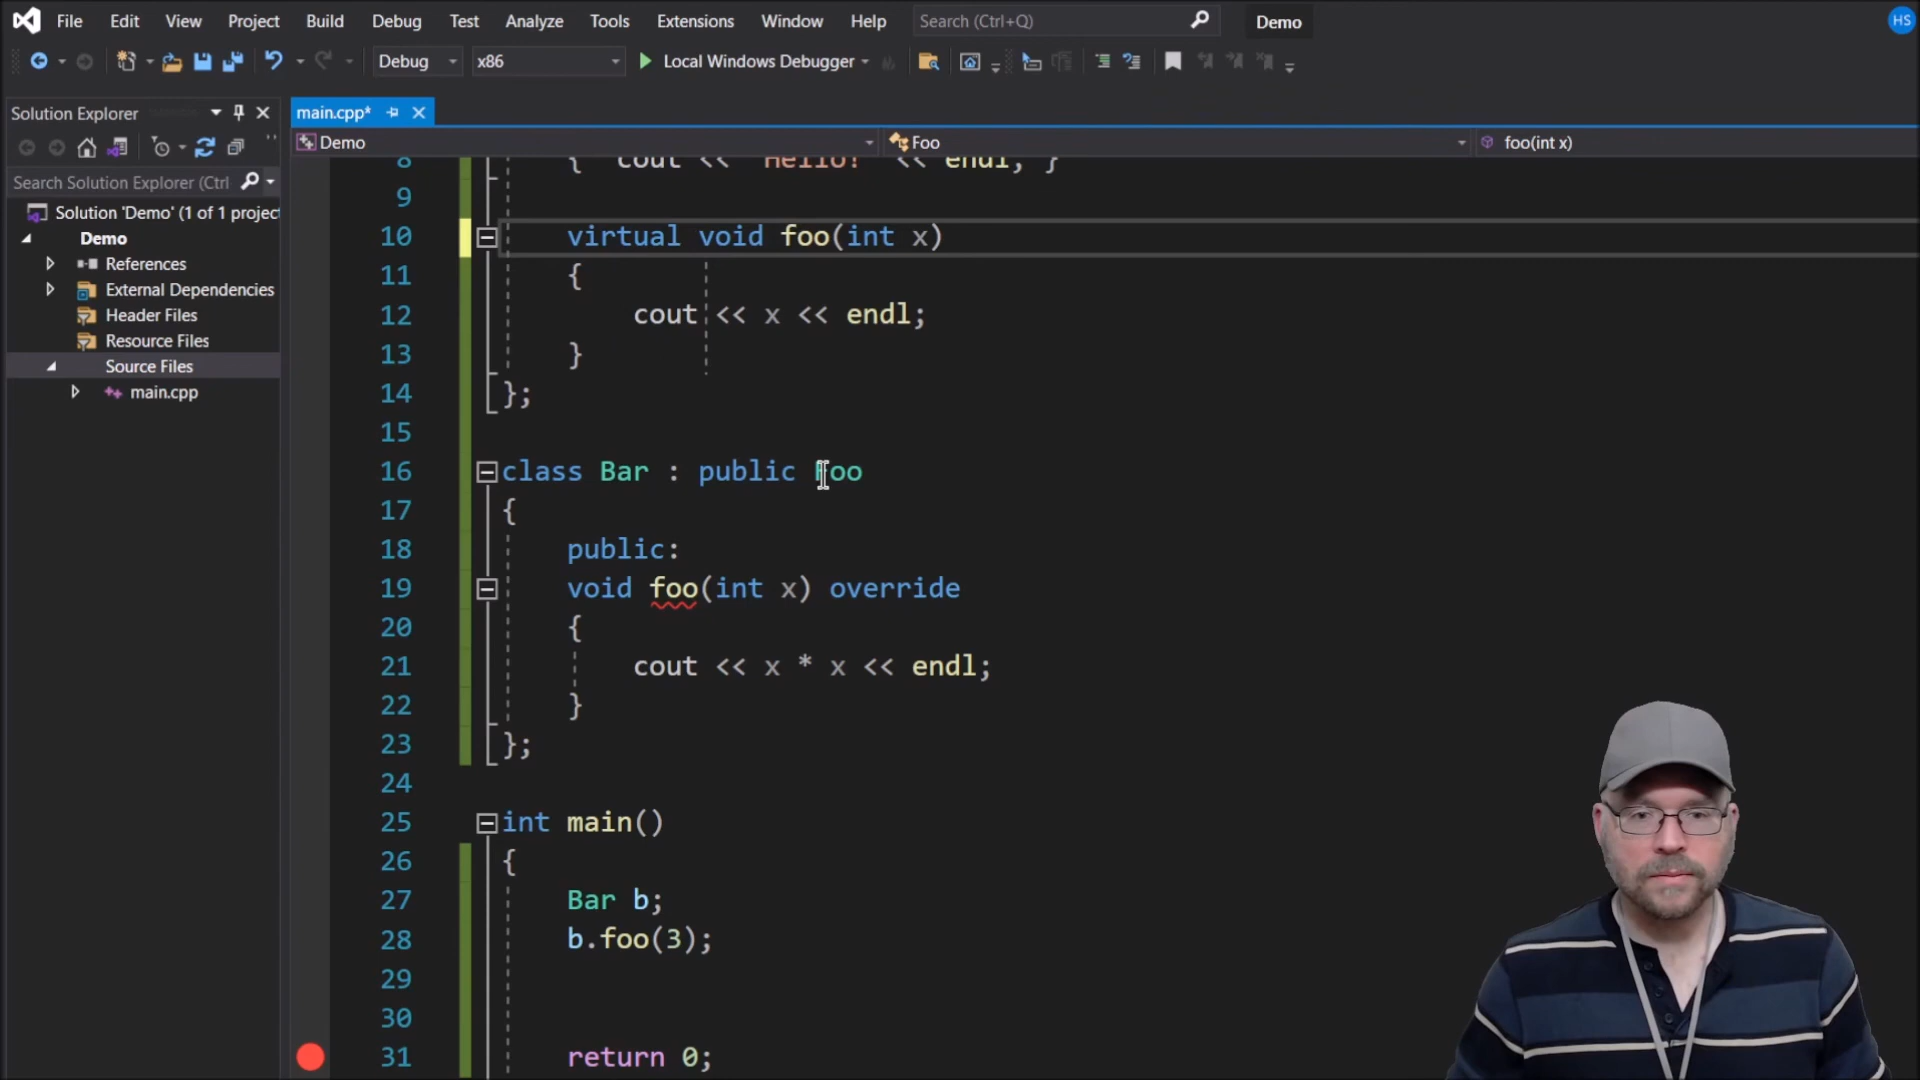 File Edit View Project Build Debug Test Analyze Tools Extensions Window Help Search (Ctrl+Q) Demo HS
Debug x86 Local Windows Debugger
Solution Explorer
main.cpp*
Demo Foo foo(int x)
Search Solution Explorer (Ctrl
Solution 'Demo' (1 of 1 project
Demo
References
External Dependencies
Header Files
Resource Files
Source Files
main.cpp
8 { cout << "Hello!" << endl; }
9
10 virtual void foo(int x)
11 {
12 cout << x << endl;
13 }
14 };
15
16 class Bar : public Foo
17 {
18 public:
19 void foo(int x) override
20 {
21 cout << x * x << endl;
22 }
23 };
24
25 int main()
26 {
27 Bar b;
28 b.foo(3);
29
30
31 return 0;